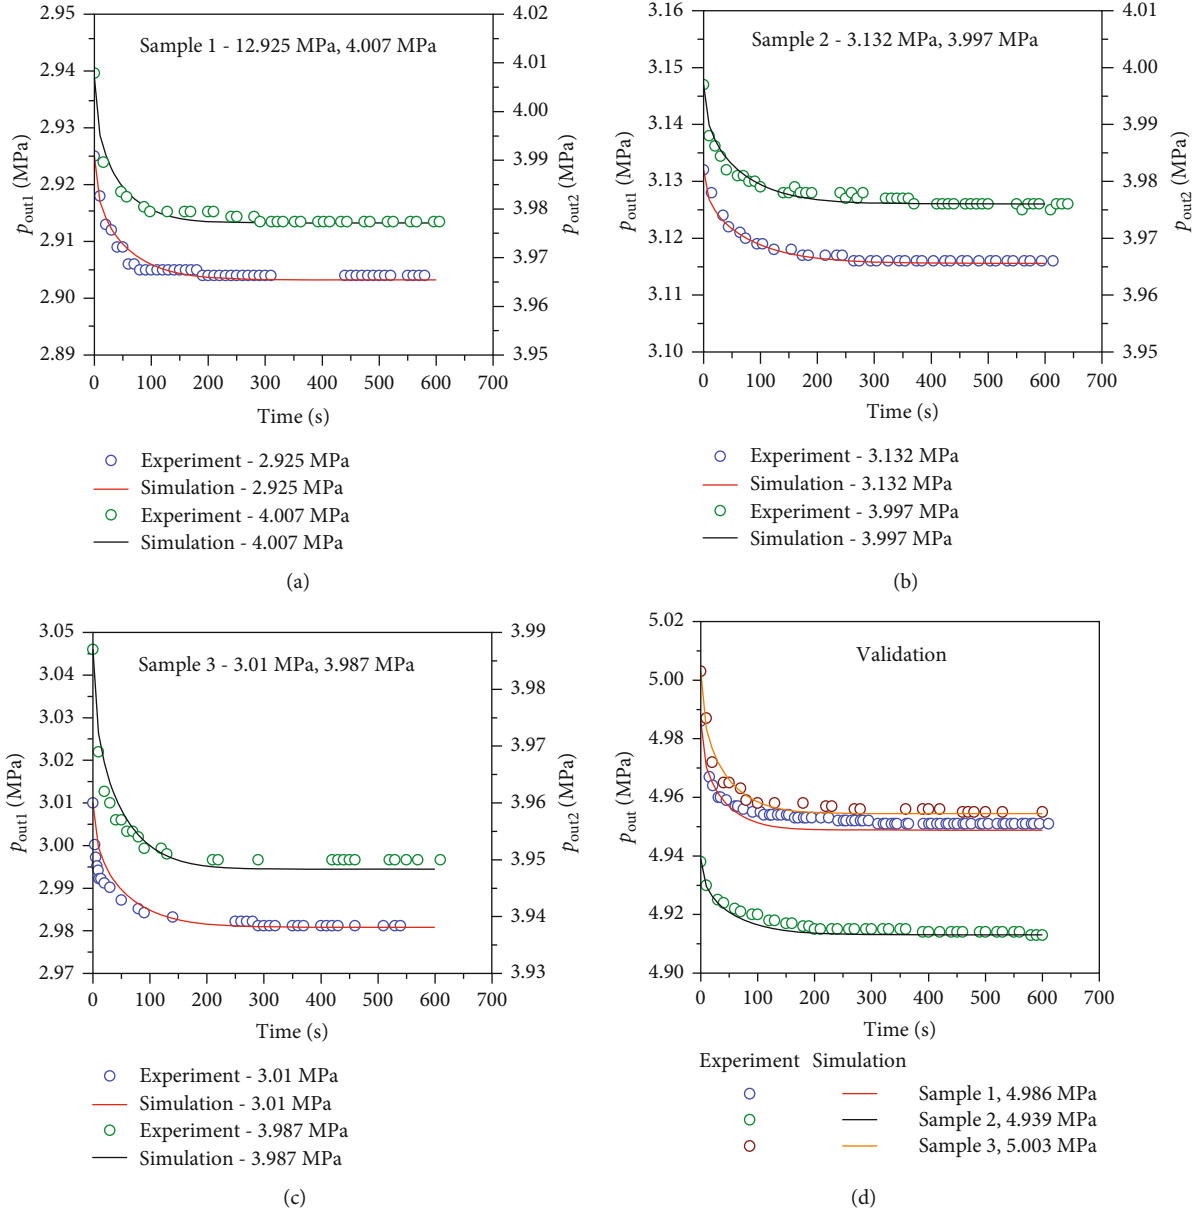 Sample 1 - 12.925 MPa, 4.007 MPa
2.95
2.94
2.93
2.92
2.91
2.90
2.89
pout1 (MPa)
4.02
4.01
4.00
3.99
3.98
3.97
3.96
3.95
pout2 (MPa)
0 100 200 300 400 500 600 700
Time (s)
Experiment - 2.925 MPa
Simulation - 2.925 MPa
Experiment - 4.007 MPa
Simulation - 4.007 MPa
(a)
Sample 2 - 3.132 MPa, 3.997 MPa
3.16
3.15
3.14
3.13
3.12
3.11
3.10
pout1 (MPa)
4.01
4.00
3.99
3.98
3.97
3.96
3.95
pout2 (MPa)
0 100 200 300 400 500 600 700
Time (s)
Experiment - 3.132 MPa
Simulation - 3.132 MPa
Experiment - 3.997 MPa
Simulation - 3.997 MPa
(b)
Sample 3 - 3.01 MPa, 3.987 MPa
3.05
3.04
3.03
3.02
3.01
3.00
2.99
2.98
2.97
pout1 (MPa)
3.99
3.98
3.97
3.96
3.95
3.94
3.93
pout2 (MPa)
0 100 200 300 400 500 600 700
Time (s)
Experiment - 3.01 MPa
Simulation - 3.01 MPa
Experiment - 3.987 MPa
Simulation - 3.987 MPa
(c)
Validation
5.02
5.00
4.98
4.96
4.94
4.92
4.90
pout (MPa)
0 100 200 300 400 500 600 700
Time (s)
Experiment Simulation
Sample 1, 4.986 MPa
Sample 2, 4.939 MPa
Sample 3, 5.003 MPa
(d)